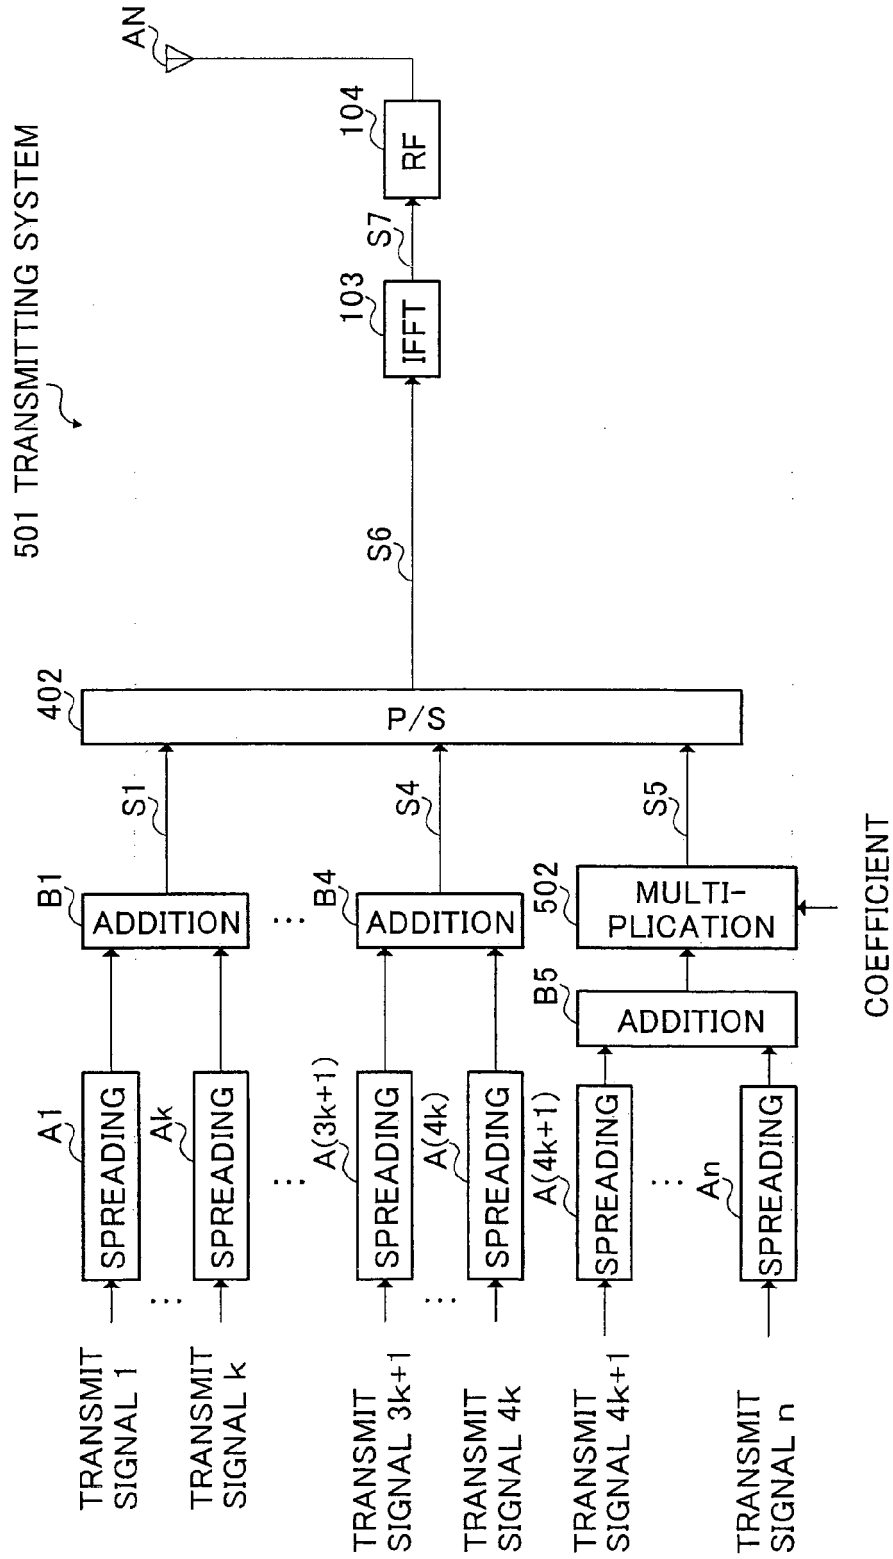 501 TRANSMITTING SYSTEM
TRANSMIT
SIGNAL 1
A1
SPREADING
...
TRANSMIT
SIGNAL k
Ak
SPREADING
B1
ADDITION
S1
...
...
TRANSMIT
SIGNAL 3k+1
A(3k+1)
SPREADING
...
TRANSMIT
SIGNAL 4k
A(4k)
SPREADING
B4
ADDITION
S4
TRANSMIT
SIGNAL 4k+1
A(4k+1)
SPREADING
...
TRANSMIT
SIGNAL n
An
SPREADING
B5
ADDITION
502
MULTI-
PLICATION
COEFFICIENT
S5
402
P/S
S6
103
IFFT
S7
104
RF
AN